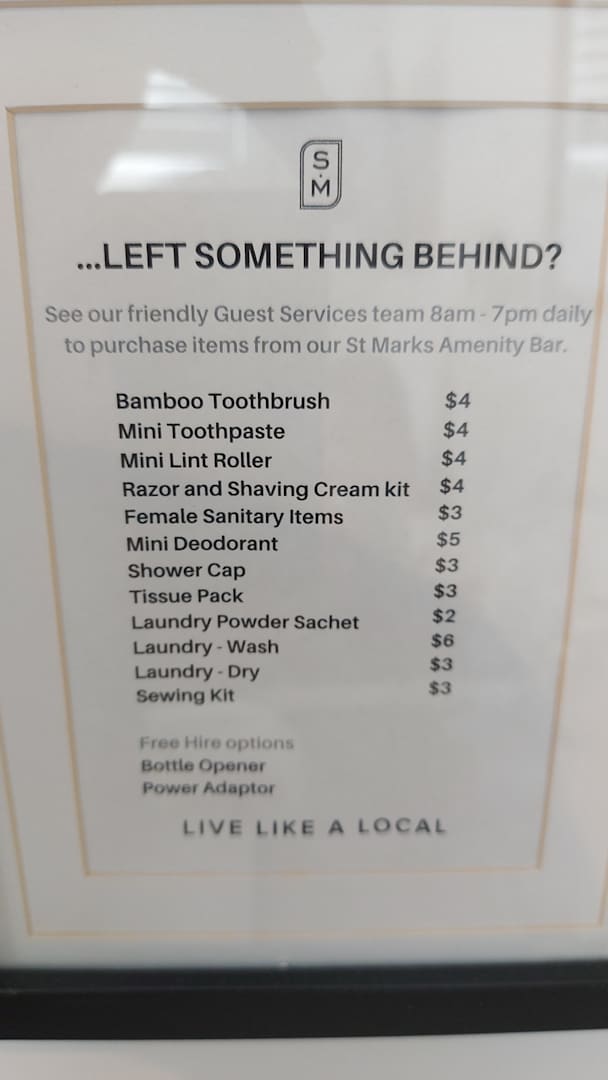 S
M
...LEFT SOMETHING BEHIND?
See our friendly Guest Services team 8am - 7pm daily
to purchase items from our St Marks Amenity Bar.
Bamboo Toothbrush $4
Mini Toothpaste $4
Mini Lint Roller $4
Razor and Shaving Cream kit $4
Female Sanitary Items $3
Mini Deodorant $5
Shower Cap $3
Tissue Pack $3
Laundry Powder Sachet $2
Laundry - Wash $6
Laundry - Dry $3
Sewing Kit $3
Free Hire options
Bottle Opener
Power Adaptor
LIVE LIKE A LOCAL